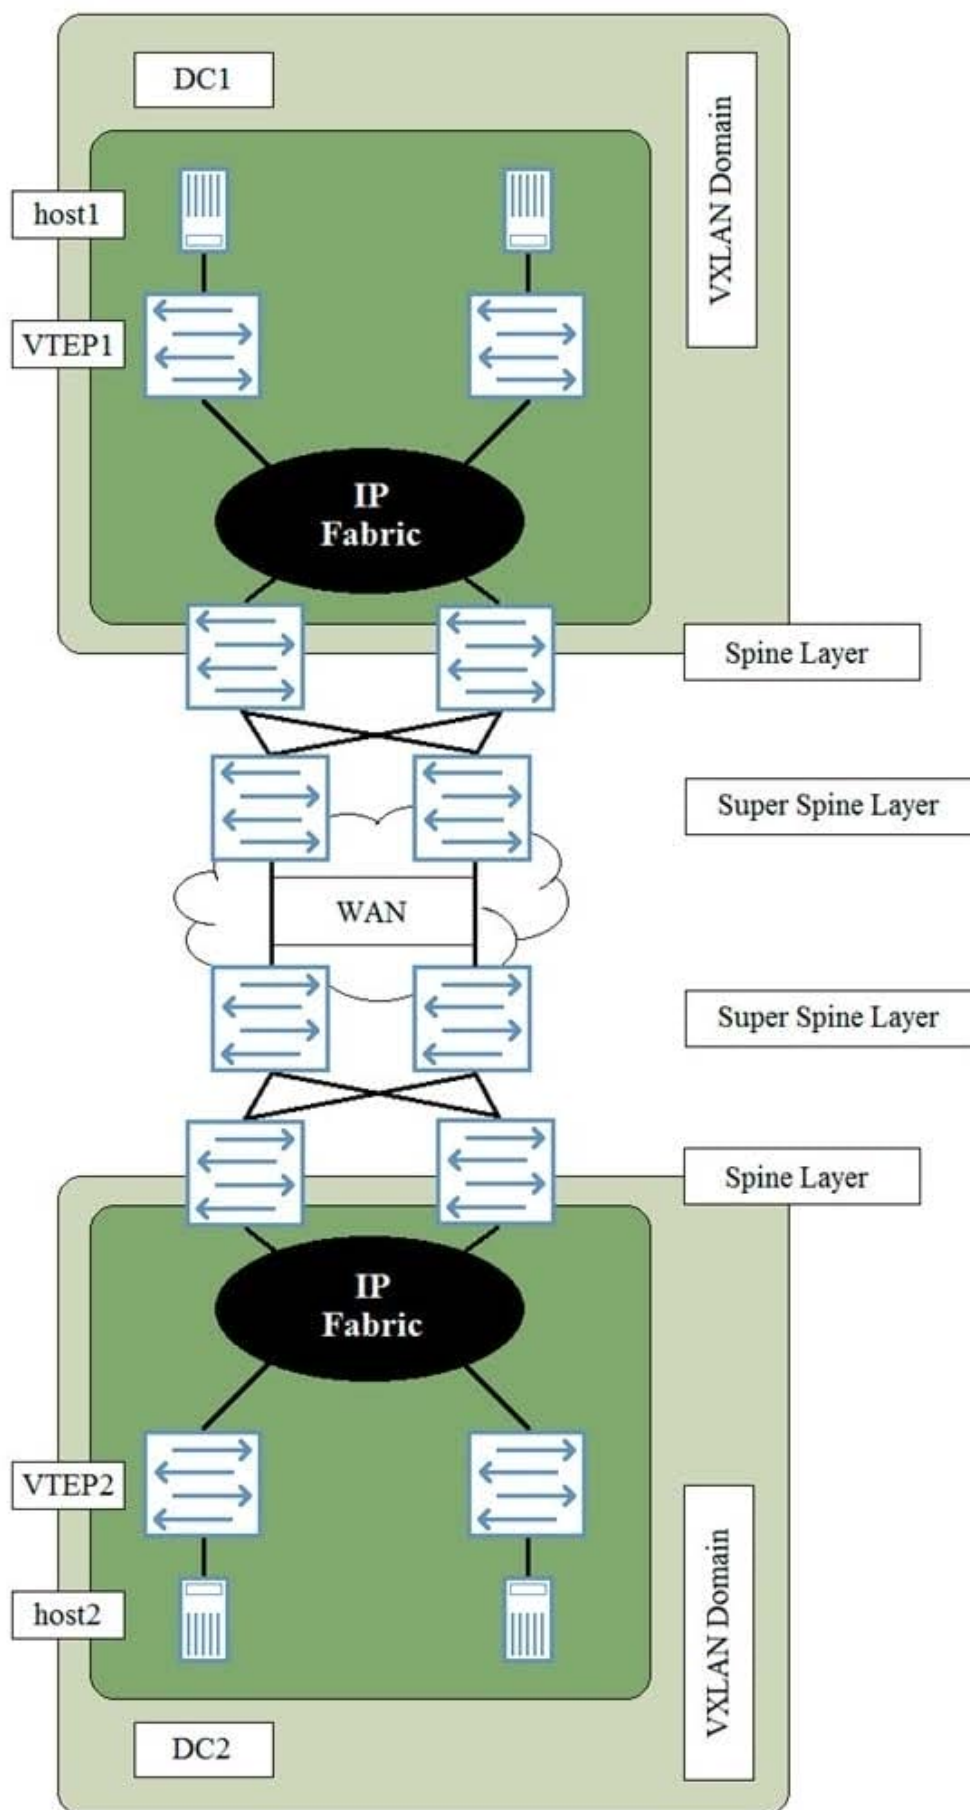 DC1
VXLAN Domain
host1
VTEP1
IP
Fabric
Spine Layer
Super Spine Layer
WAN
Super Spine Layer
Spine Layer
IP
Fabric
VTEP2
host2
VXLAN Domain
DC2